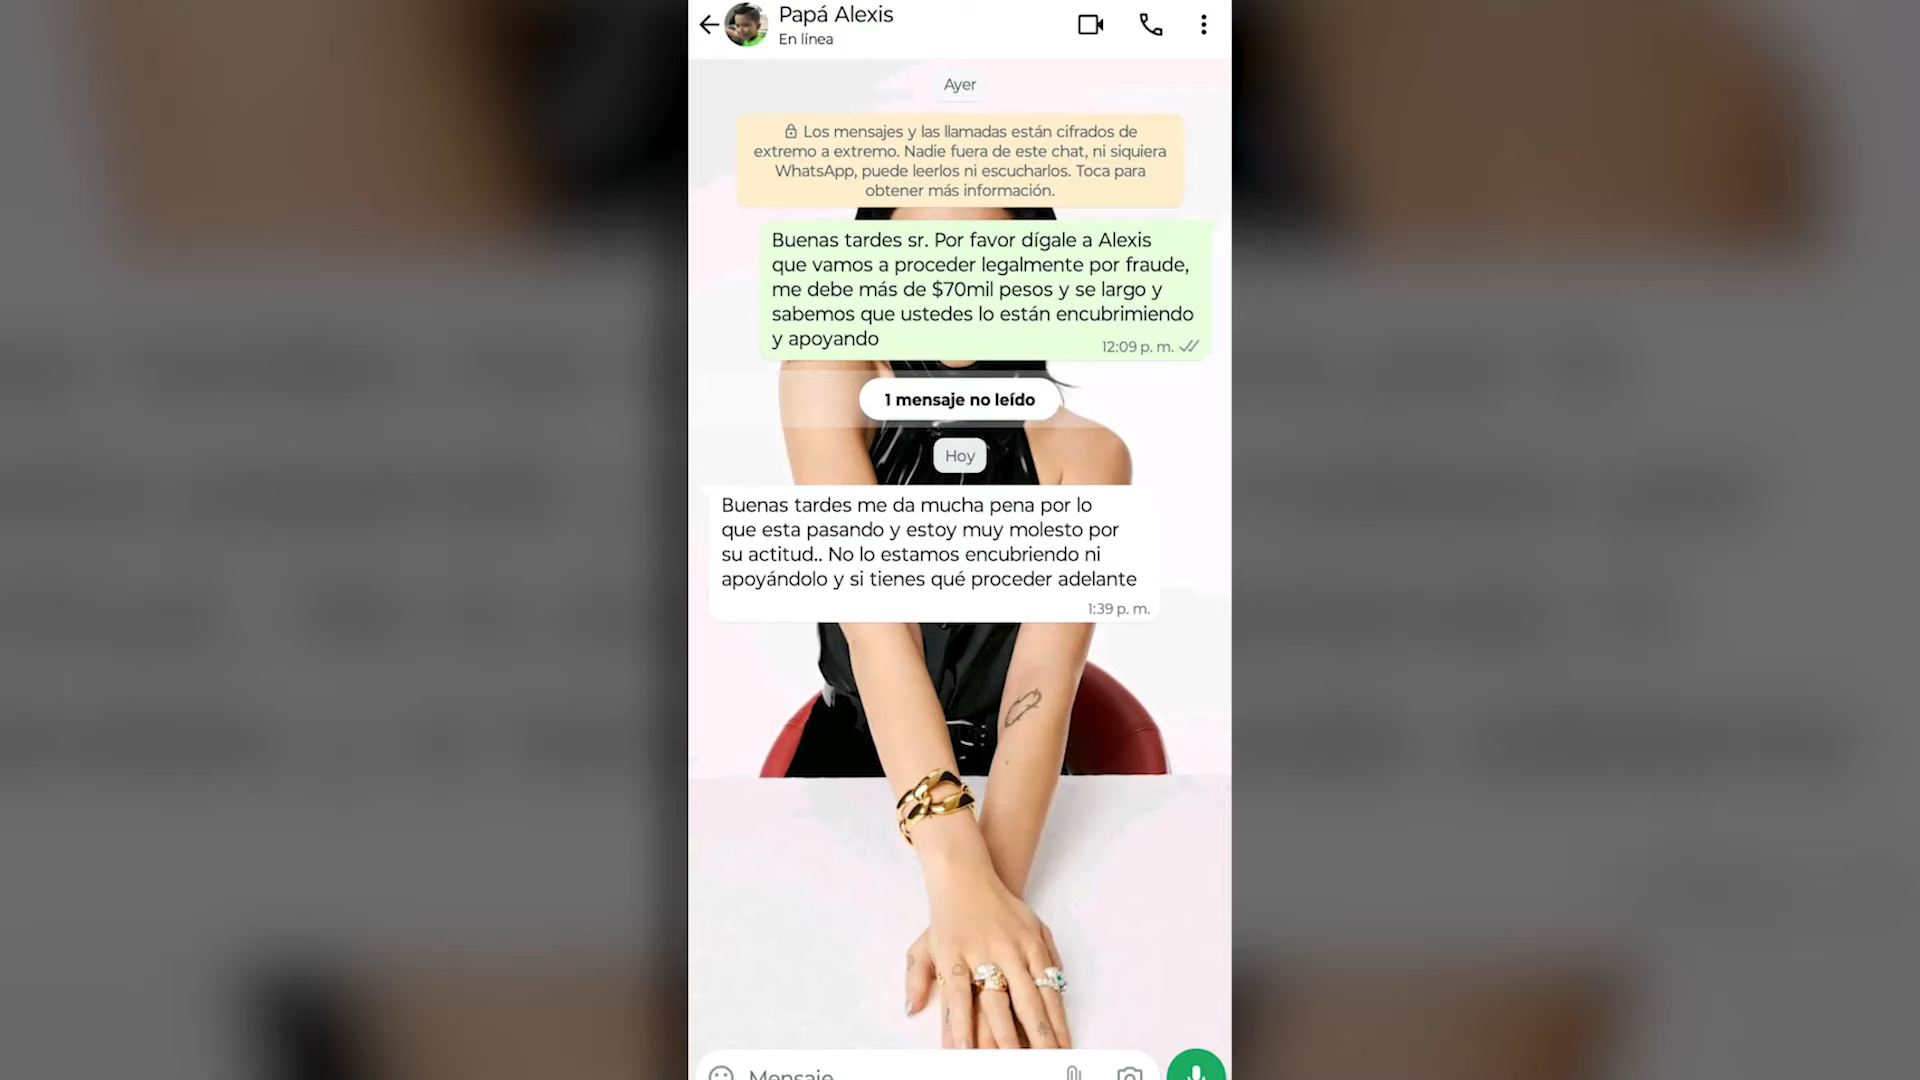 Papá Alexis
En línea
Ayer
Los mensajes y las llamadas están cifrados de
extremo a extremo. Nadie fuera de este chat, ni siquiera
WhatsApp, puede leerlos ni escucharlos. Toca para
obtener más información.
Buenas tardes sr. Por favor dígale a Alexis
que vamos a proceder legalmente por fraude,
me debe más de $70mil pesos y se largo y
sabemos que ustedes lo están encubrimiendo
y apoyando
12:09 p. m.
1 mensaje no leído
Hoy
Buenas tardes me da mucha pena por lo
que esta pasando y estoy muy molesto por
su actitud.. No lo estamos encubriendo ni
apoyándolo y si tienes qué proceder adelante
1:39 p. m.
Mensaje